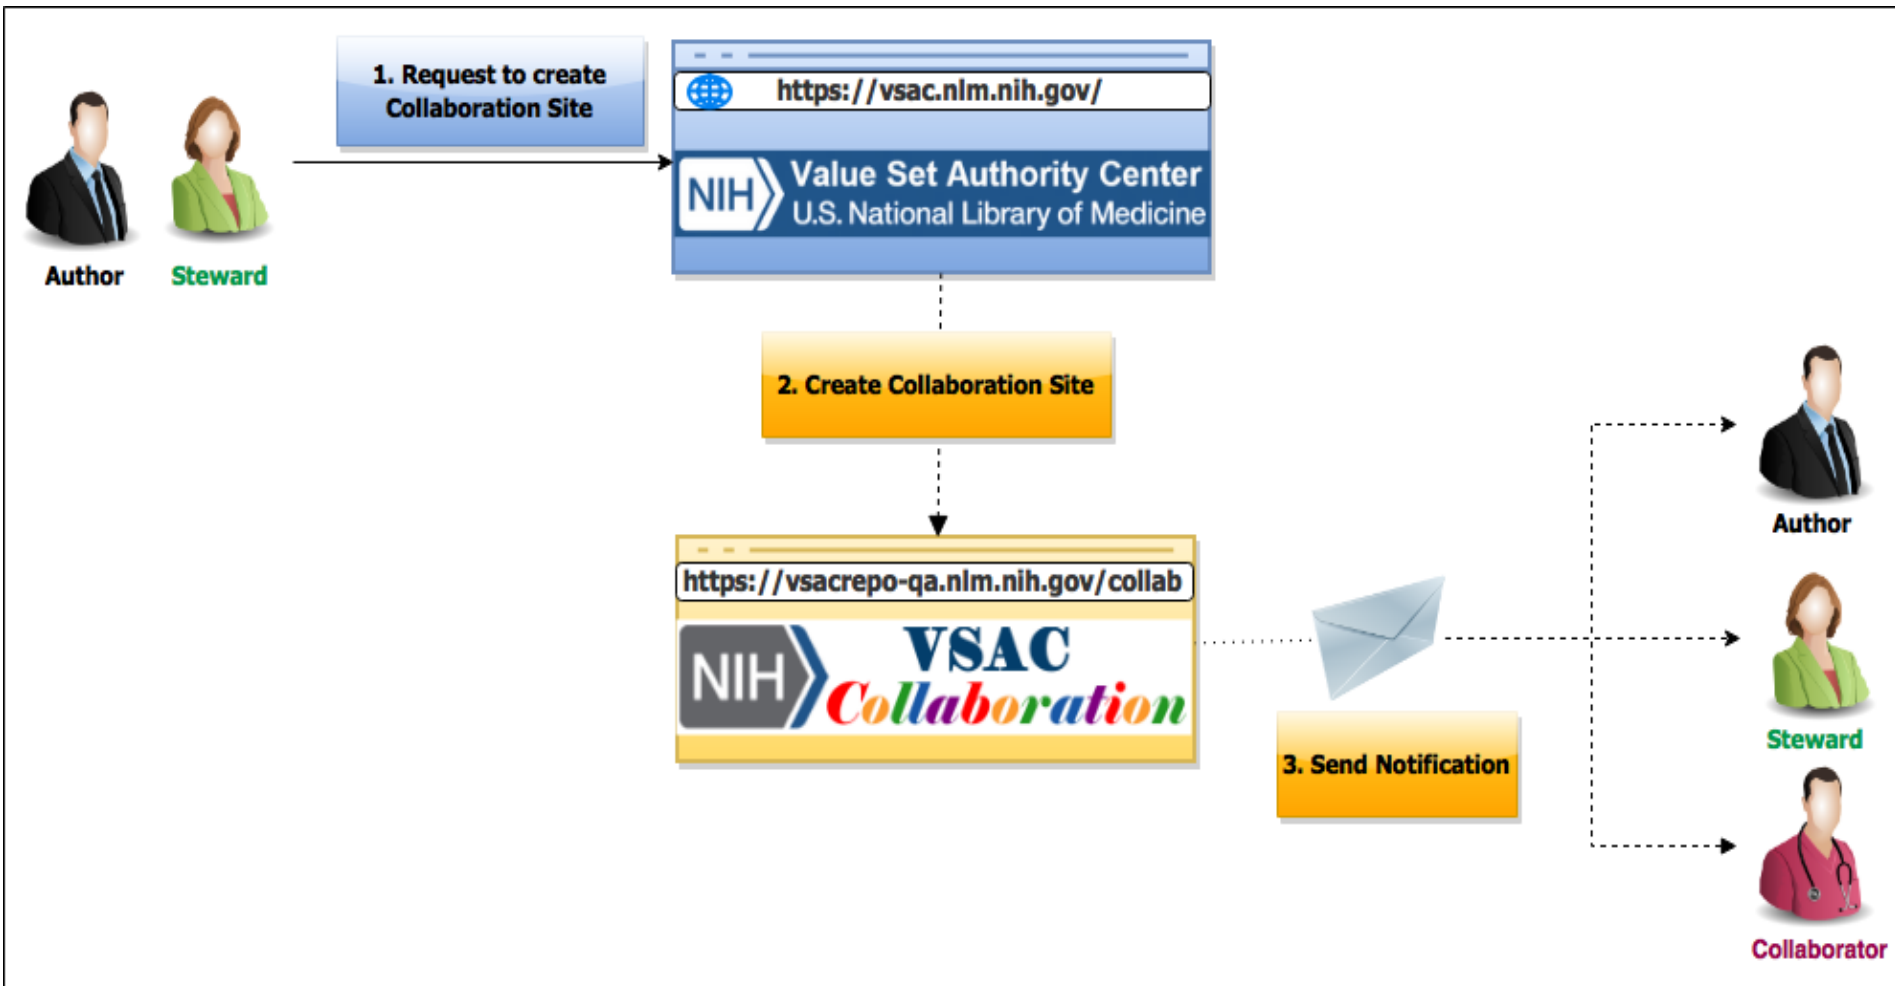 1. Request to create
Collaboration Site
https://vsac.nlm.nih.gov/
NIH
Value Set Authority Center
U.S. National Library of Medicine
Author
Steward
2. Create Collaboration Site
https://vsacrepo-qa.nlm.nih.gov/collab
NIH
VSAC
Collaboration
3. Send Notification
Author
Steward
Collaborator